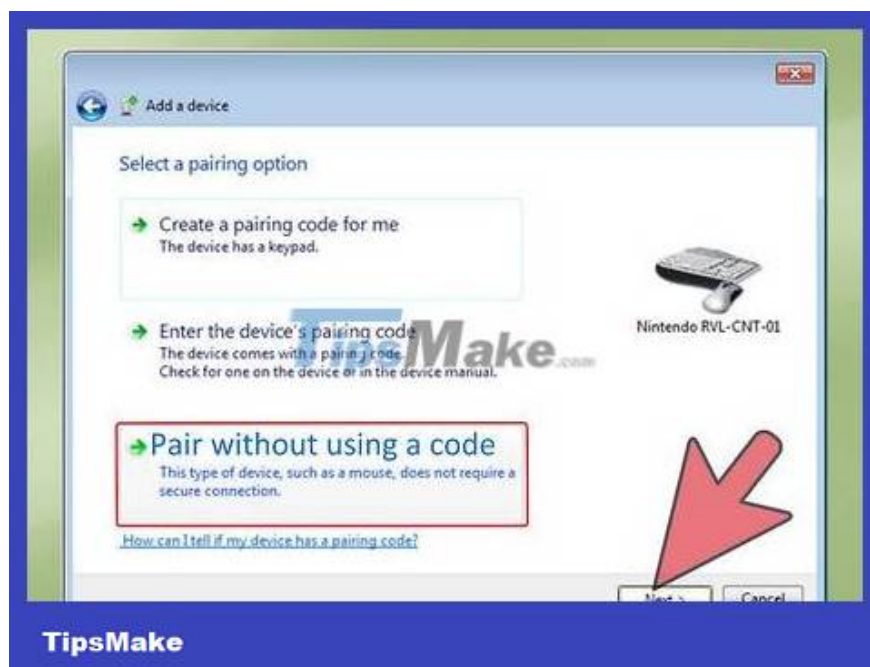 Add a device
Select a pairing option
Create a pairing code for me
The device has a keypad.
Enter the device's pairing code
The device comes with a pairing code.
Check for one on the device or in the device manual.
Nintendo RVL-CNT-01
TipsMake.com
Pair without using a code
This type of device, such as a mouse, does not require a
secure connection.
How can I tell if my device has a pairing code?
Next >
Cancel
TipsMake